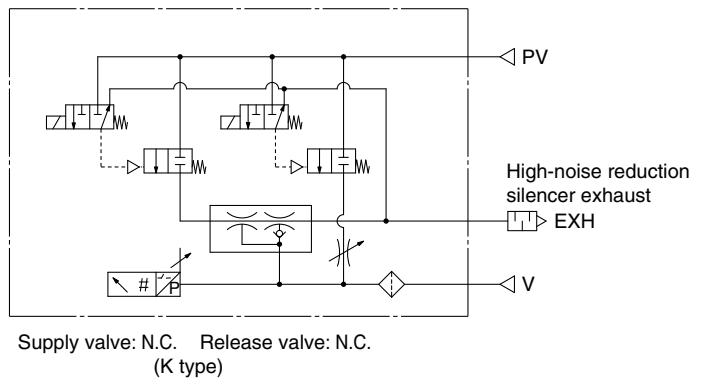 PV
High-noise reduction
silencer exhaust
EXH
# P
V
Supply valve: N.C. Release valve: N.C.
(K type)